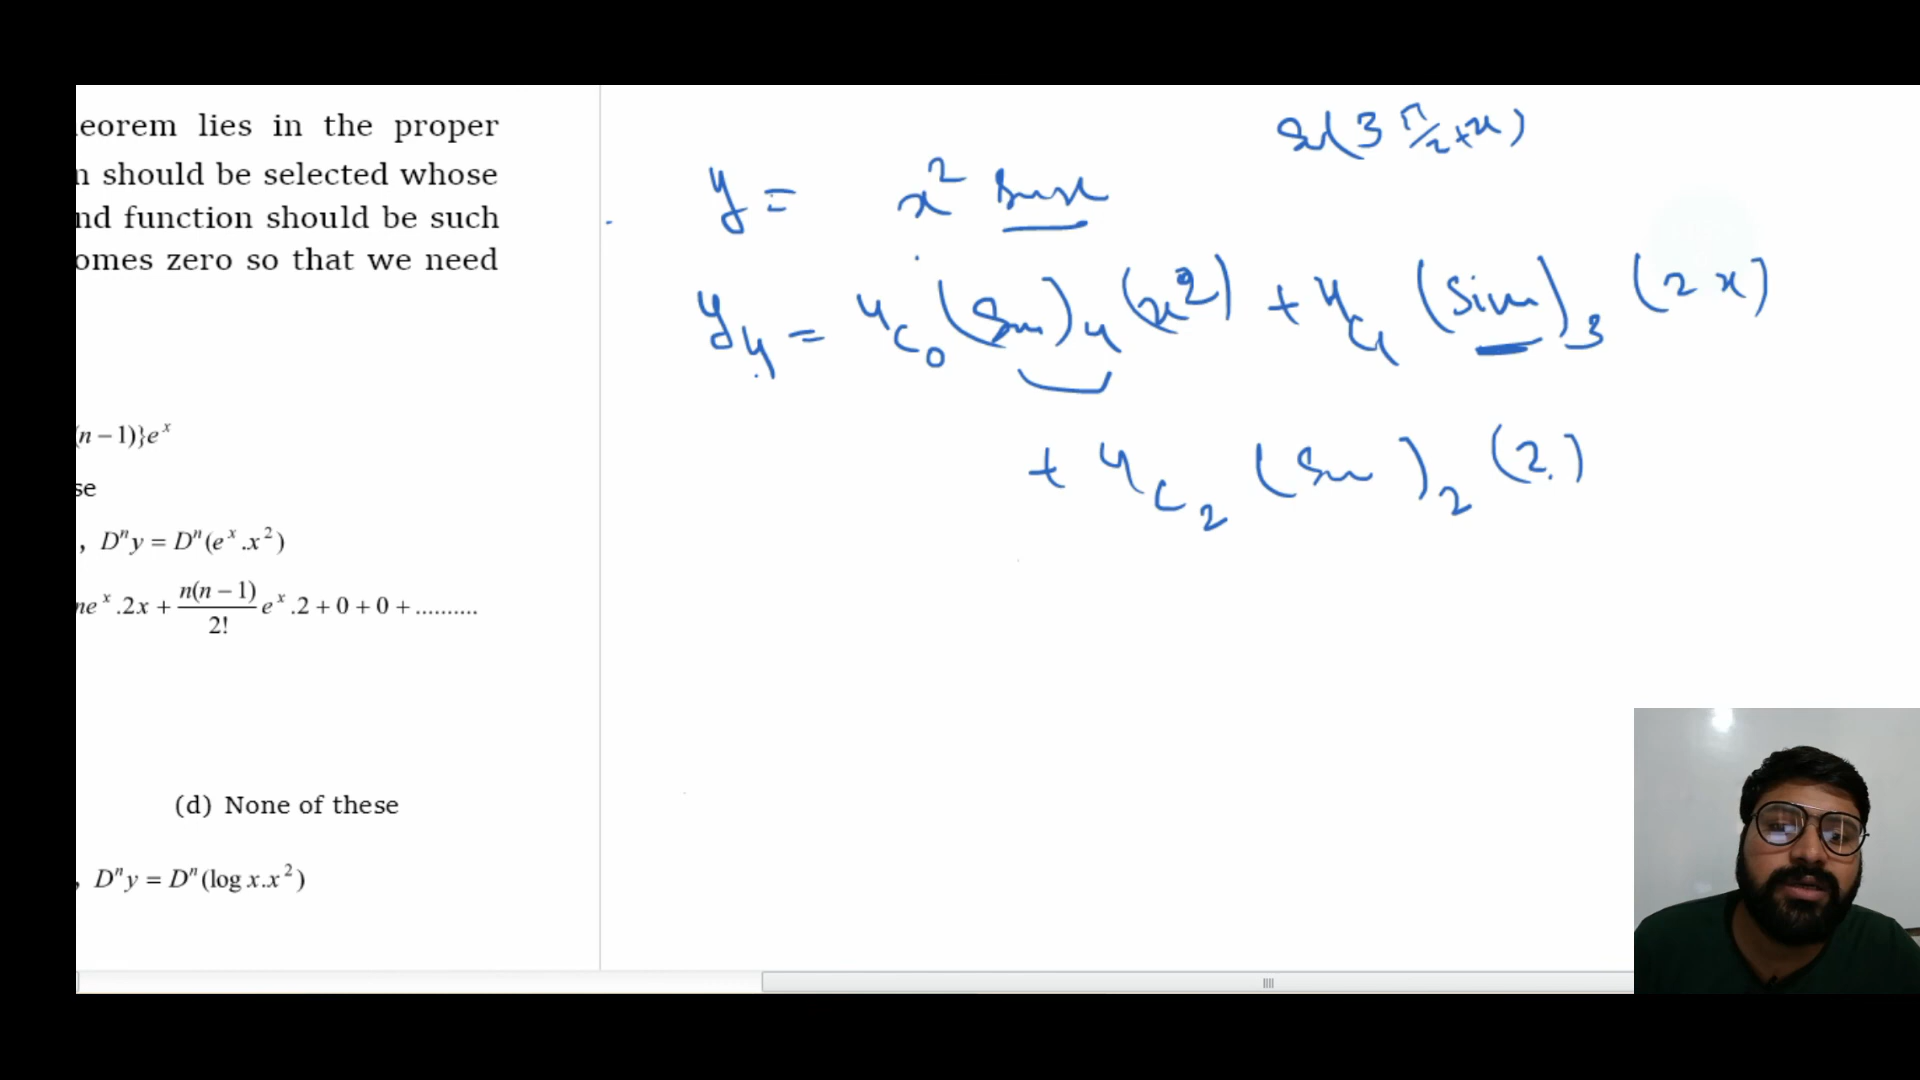 eorem lies in the proper
n should be selected whose
nd function should be such
omes zero so that we need
n−1)}eˣ
se
, Dⁿy = Dⁿ(eˣ.x²)
neˣ.2x + n(n−1)/2! eˣ.2 + 0 + 0 + ..........
(d) None of these
, Dⁿy = Dⁿ(log x.x²)
sin(3 π/2 + x)
y = x² sinx
y₄ = 4C₀ (sin)₄ (x²) + 4C₁ (sin)₃ (2x)
+ 4C₂ (sin)₂ (2.)